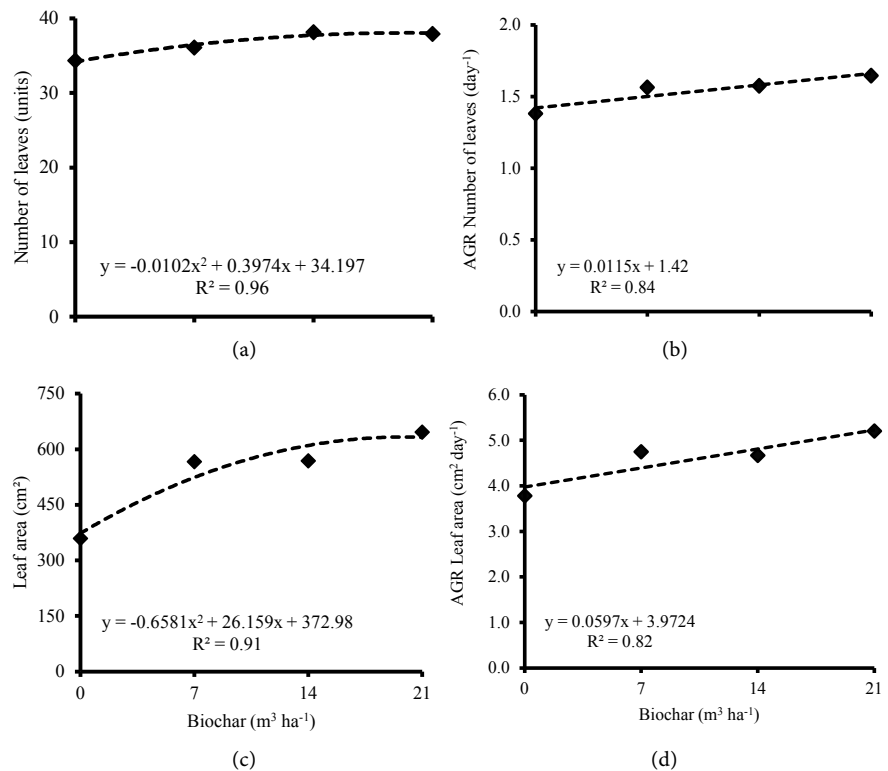 40
30
20
10
0
Number of leaves (units)
y = -0.0102x² + 0.3974x + 34.197
R² = 0.96
(a)
2.0
1.5
1.0
0.5
0.0
AGR Number of leaves (day⁻¹)
y = 0.0115x + 1.42
R² = 0.84
(b)
750
600
450
300
150
0
Leaf area (cm²)
y = -0.6581x² + 26.159x + 372.98
R² = 0.91
0 7 14 21
Biochar (m³ ha⁻¹)
(c)
6.0
5.0
4.0
3.0
2.0
1.0
0.0
AGR Leaf area (cm² day⁻¹)
y = 0.0597x + 3.9724
R² = 0.82
0 7 14 21
Biochar (m³ ha⁻¹)
(d)